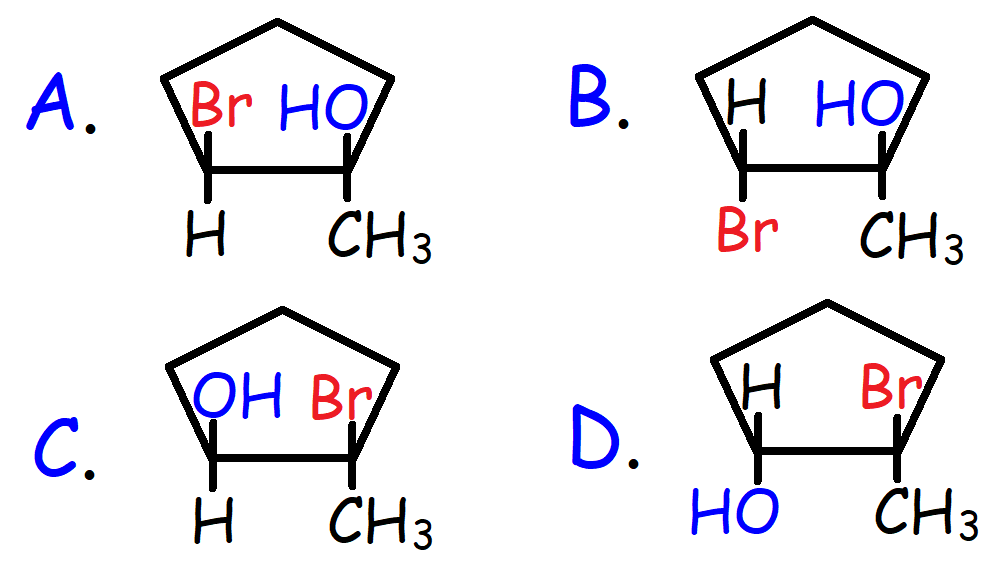 A. B.
Br HO H HO
H CH₃ Br CH₃
C. D.
OH Br H Br
H CH₃ HO CH₃